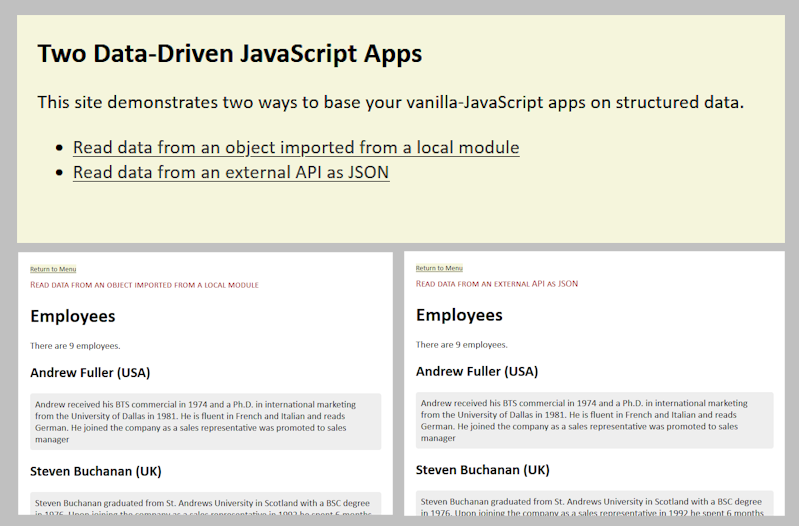 Two Data-Driven JavaScript Apps
This site demonstrates two ways to base your vanilla-JavaScript apps on structured data.
Read data from an object imported from a local module
Read data from an external API as JSON
Return to Menu
Read data from an object imported from a local module
Employees
There are 9 employees.
Andrew Fuller (USA)
Andrew received his BTS commercial in 1974 and a Ph.D. in international marketing
from the University of Dallas in 1981. He is fluent in French and Italian and reads
German. He joined the company as a sales representative was promoted to sales
manager
Steven Buchanan (UK)
Steven Buchanan graduated from St. Andrews University in Scotland with a BSC degree
in 1976. Upon joining the company as a sales representative in 1992 he spent 6 months
Return to Menu
Read data from an external API as JSON
Employees
There are 9 employees.
Andrew Fuller (USA)
Andrew received his BTS commercial in 1974 and a Ph.D. in international marketing
from the University of Dallas in 1981. He is fluent in French and Italian and reads
German. He joined the company as a sales representative was promoted to sales
manager
Steven Buchanan (UK)
Steven Buchanan graduated from St. Andrews University in Scotland with a BSC degree
in 1976. Upon joining the company as a sales representative in 1992 he spent 6 months